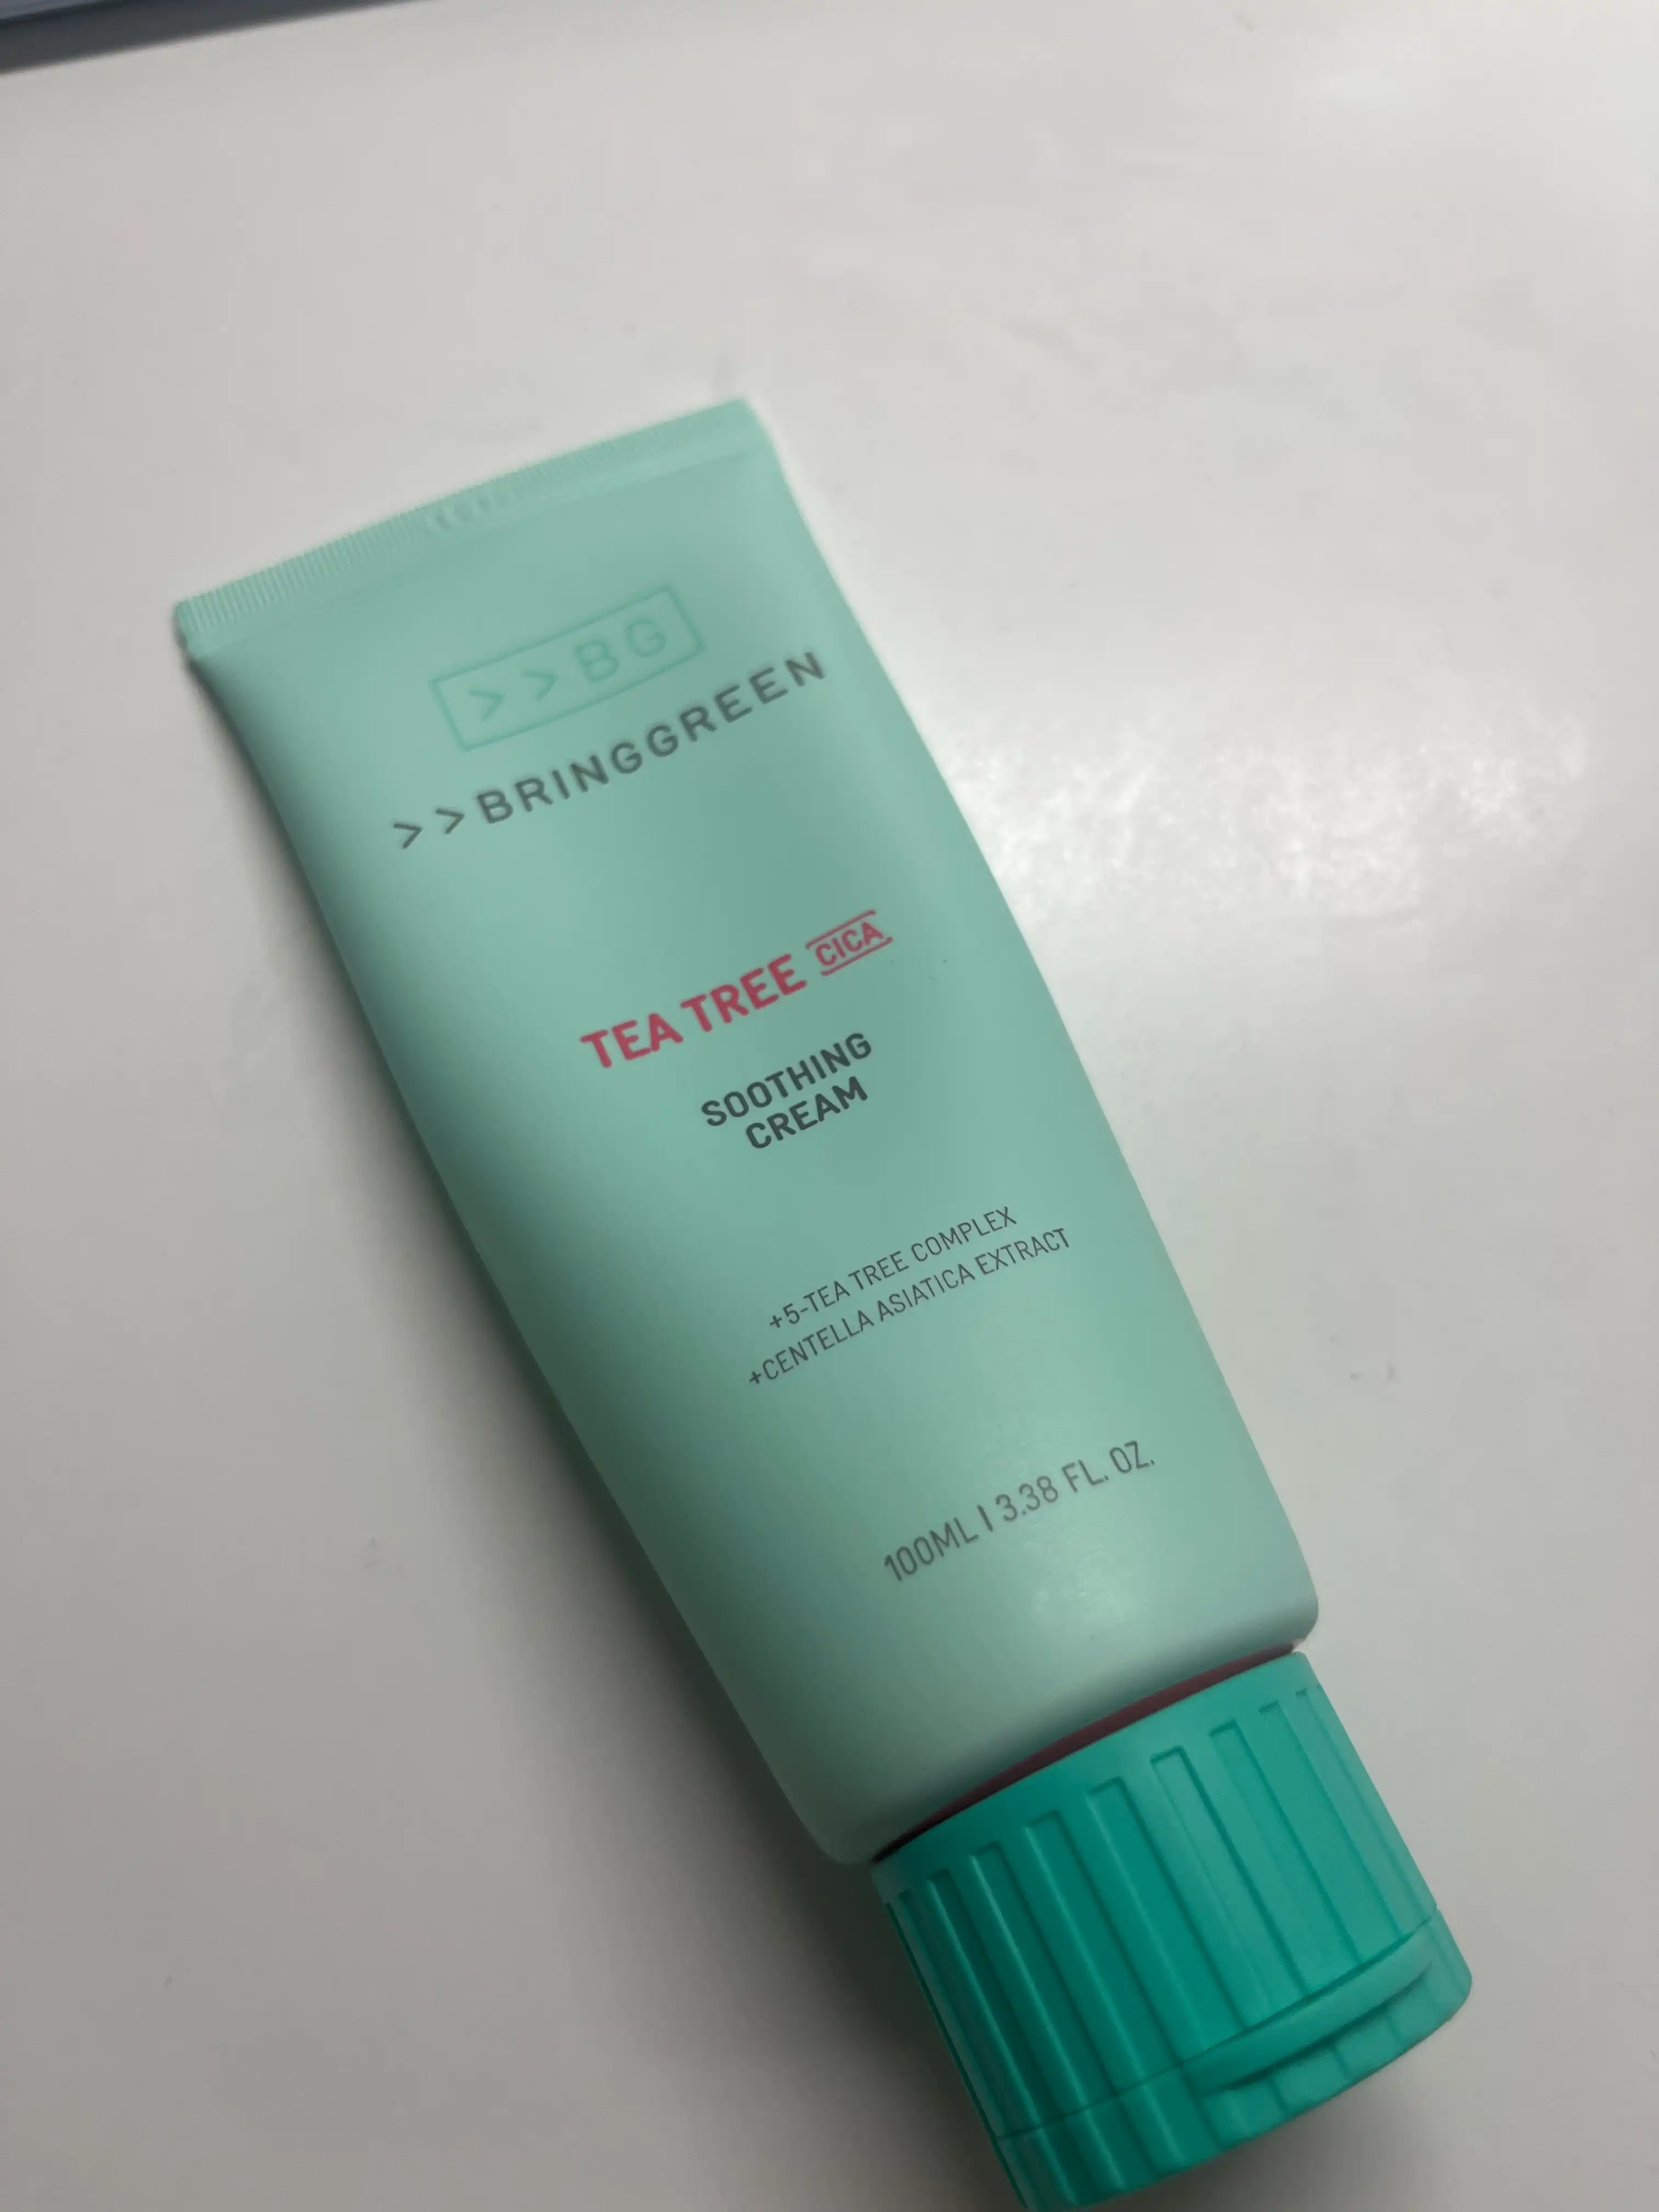 >>BG
>>BRINGGREEN
TEA TREE CICA
SOOTHING
CREAM
+5-TEA TREE COMPLEX
+CENTELLA ASIATICA EXTRACT
100ML | 3.38 FL. OZ.